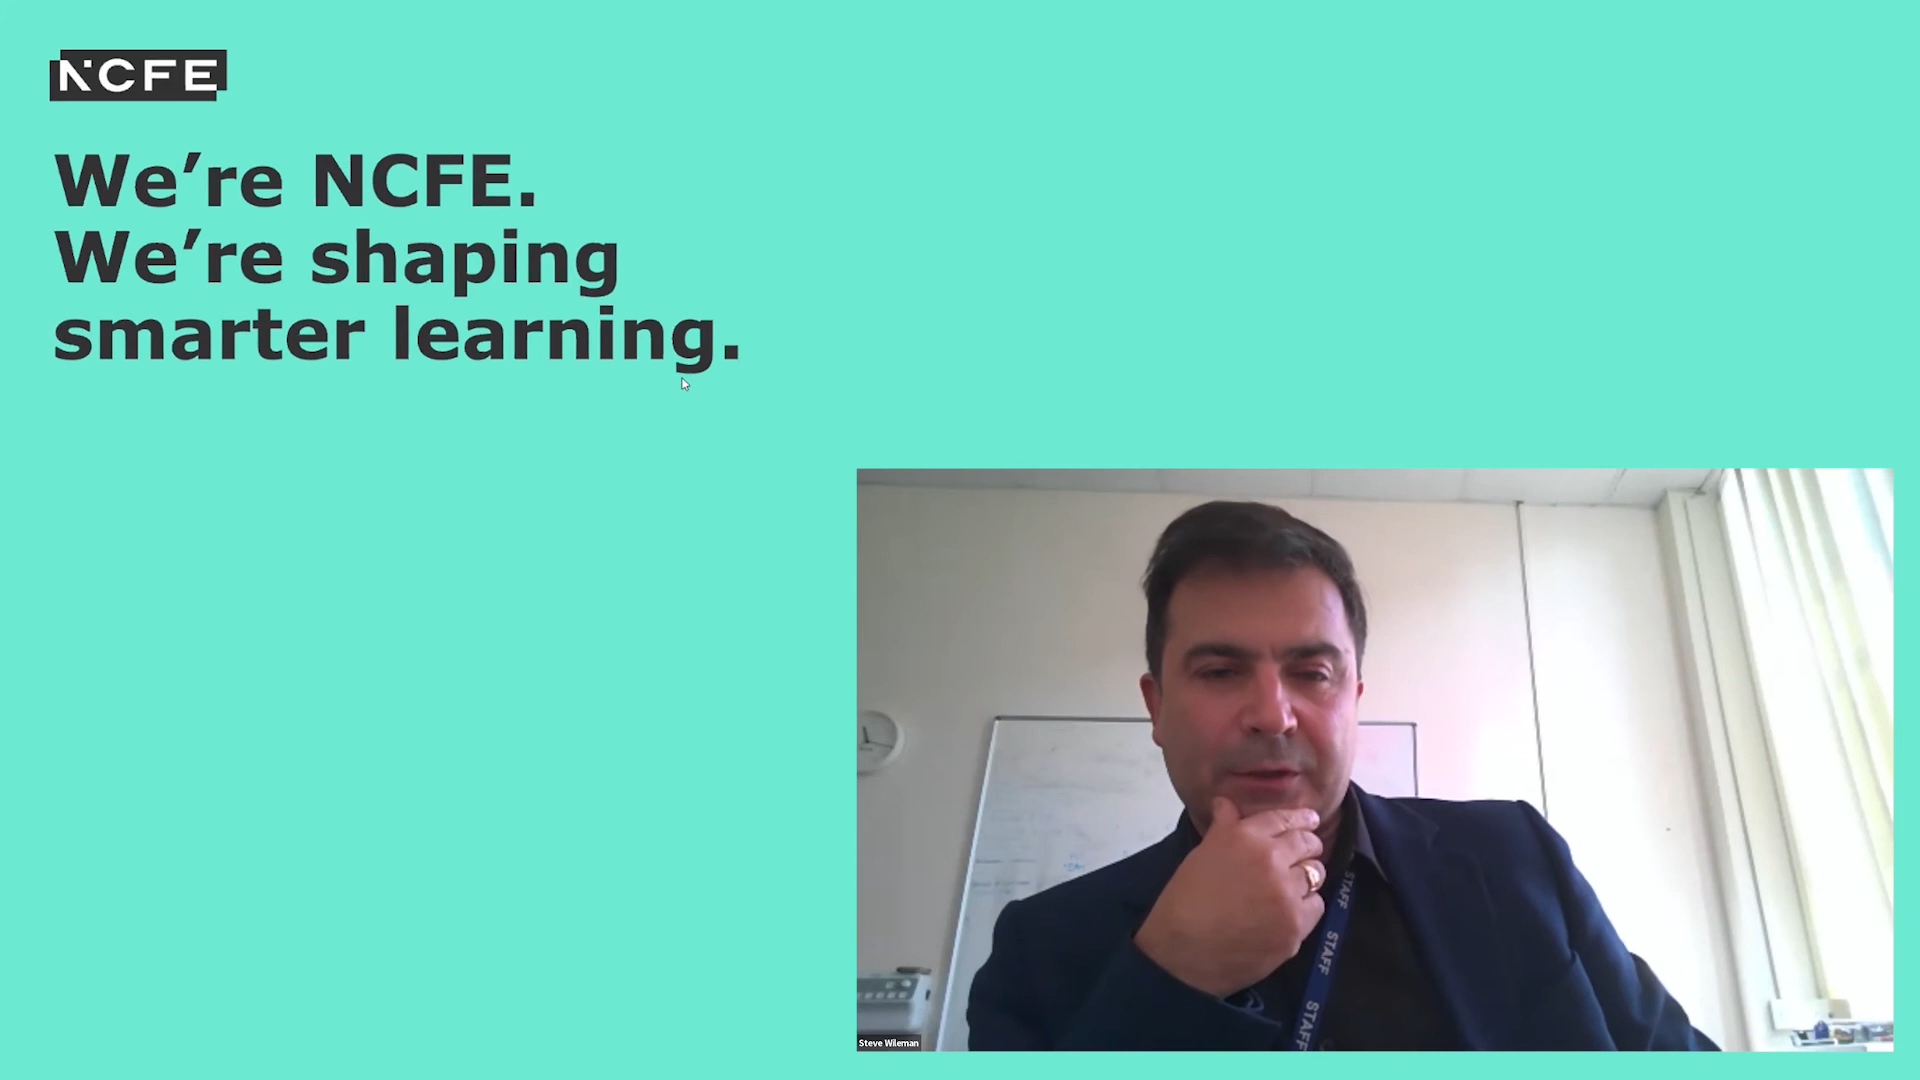 NCFE
We’re NCFE.
We’re shaping
smarter learning.
STAFF
STAFF
STAFF
Steve Wileman